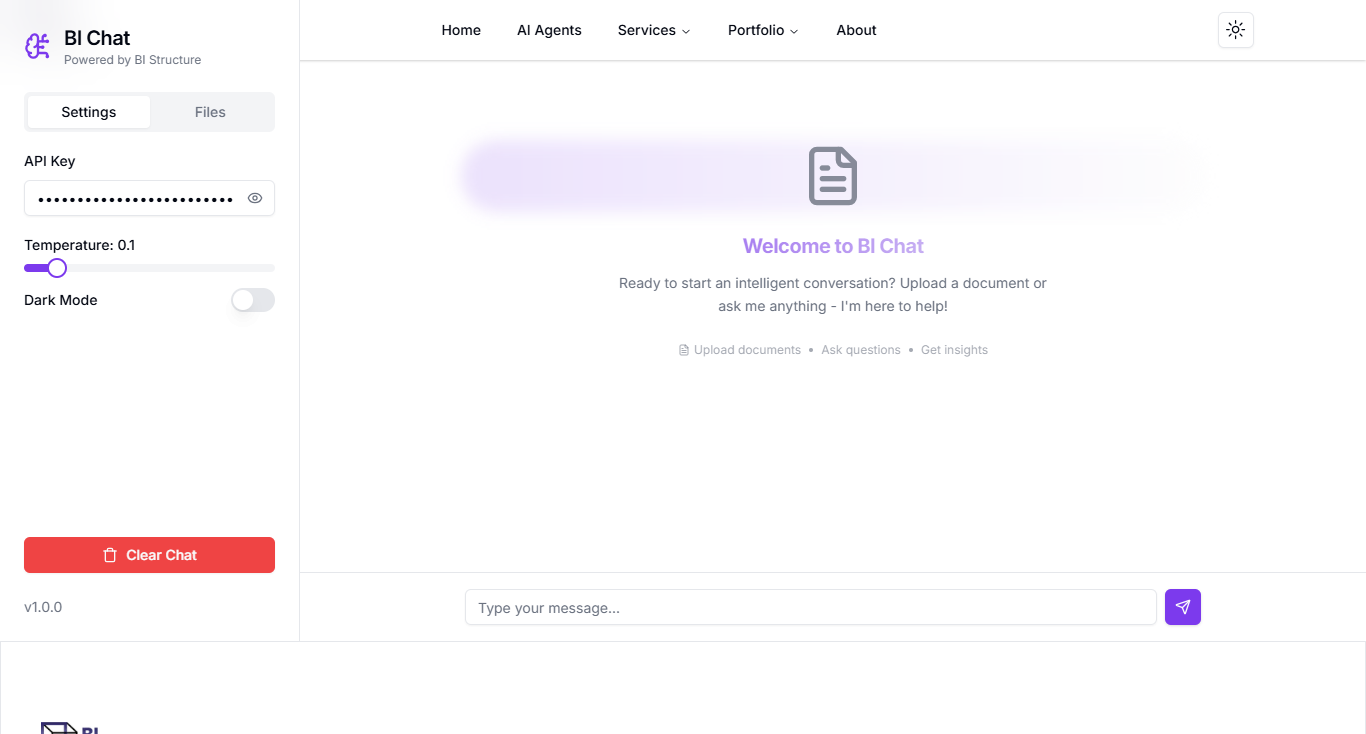 BI Chat
Powered by BI Structure
Settings
Files
API Key
••••••••••••••••••••••••••
Temperature: 0.1
Dark Mode
Clear Chat
v1.0.0
Home
AI Agents
Services
Portfolio
About
Welcome to BI Chat
Ready to start an intelligent conversation? Upload a document or
ask me anything - I'm here to help!
Upload documents • Ask questions • Get insights
Type your message...
BI